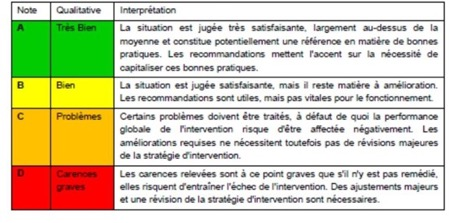 Note Qualitative Interprétation
A Très Bien La situation est jugée très satisfaisante, largement au-dessus de la
moyenne et constitue potentiellement une référence en matière de bonnes
pratiques. Les recommandations mettent l'accent sur la nécessité de
capitaliser ces bonnes pratiques.
B Bien La situation est jugée satisfaisante, mais il reste matière à amélioration.
Les recommandations sont utiles, mais pas vitales pour le fonctionnement.
C Problèmes Certains problèmes doivent être traités, à défaut de quoi la performance
globale de l'intervention risque d'être affectée négativement. Les
améliorations requises ne nécessitent toutefois pas de révisions majeures
de la stratégie d'intervention.
D Carences Les carences relevées sont à ce point graves que s'il n'y est pas remédié,
graves elles risquent d'entraîner l'échec de l'intervention. Des ajustements majeurs
et une révision de la stratégie d'intervention sont nécessaires.